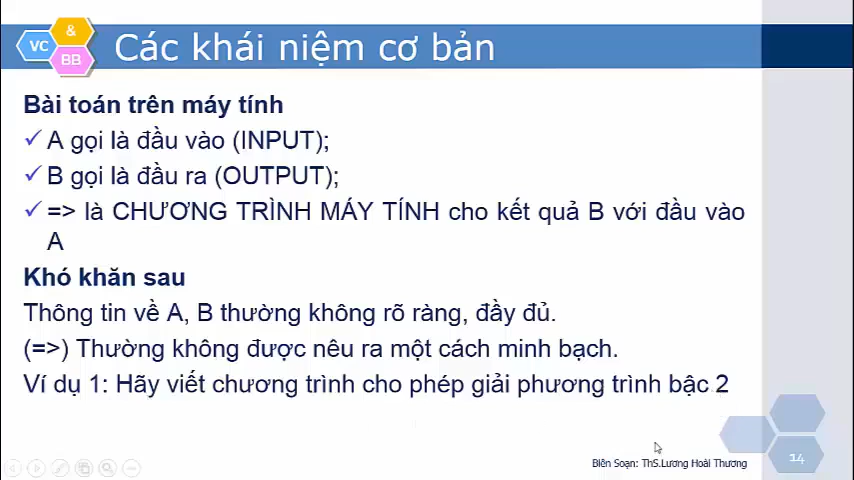 VC & BB
Các khái niệm cơ bản
Bài toán trên máy tính
✓ A gọi là đầu vào (INPUT);
✓ B gọi là đầu ra (OUTPUT);
✓ => là CHƯƠNG TRÌNH MÁY TÍNH cho kết quả B với đầu vào
A
Khó khăn sau
Thông tin về A, B thường không rõ ràng, đầy đủ.
(=>) Thường không được nêu ra một cách minh bạch.
Ví dụ 1: Hãy viết chương trình cho phép giải phương trình bậc 2
Biên Soạn: ThS.Lương Hoài Thương
14